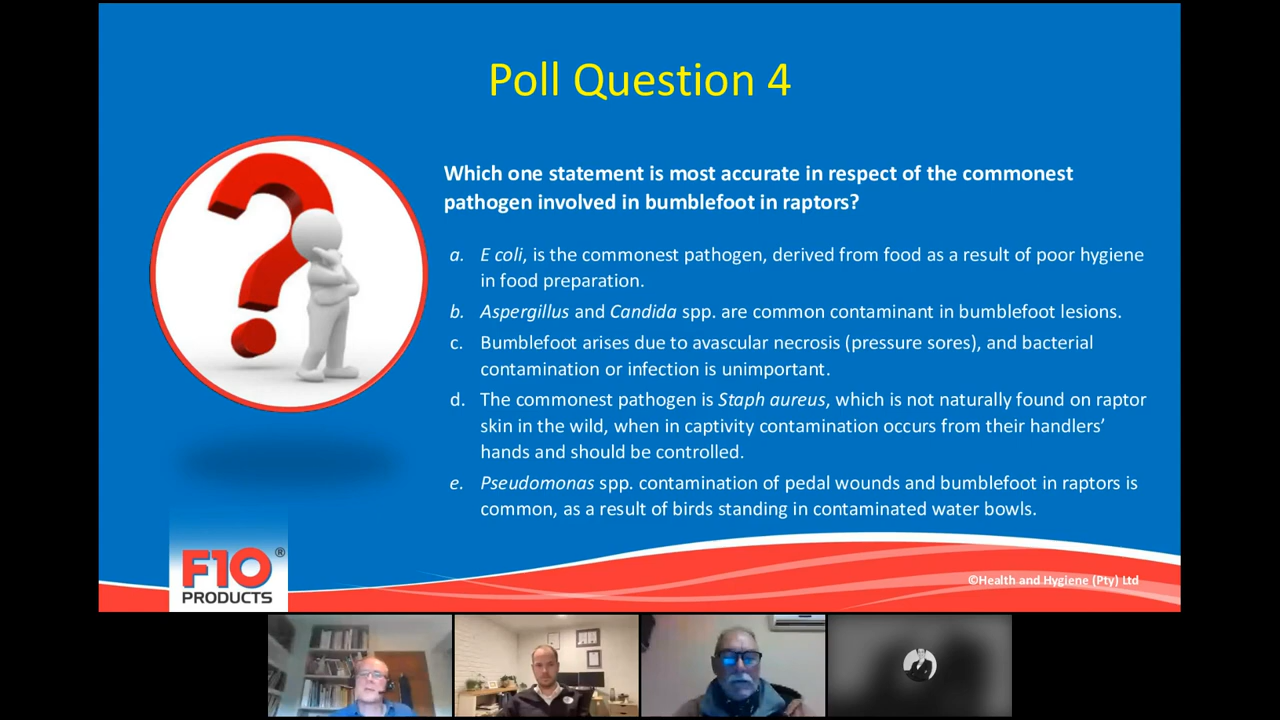 Poll Question 4
Which one statement is most accurate in respect of the commonest
pathogen involved in bumblefoot in raptors?
a. E coli, is the commonest pathogen, derived from food as a result of poor hygiene
in food preparation.
b. Aspergillus and Candida spp. are common contaminant in bumblefoot lesions.
c. Bumblefoot arises due to avascular necrosis (pressure sores), and bacterial
contamination or infection is unimportant.
d. The commonest pathogen is Staph aureus, which is not naturally found on raptor
skin in the wild, when in captivity contamination occurs from their handlers'
hands and should be controlled.
e. Pseudomonas spp. contamination of pedal wounds and bumblefoot in raptors is
common, as a result of birds standing in contaminated water bowls.
F10®
PRODUCTS
©Health and Hygiene (Pty) Ltd